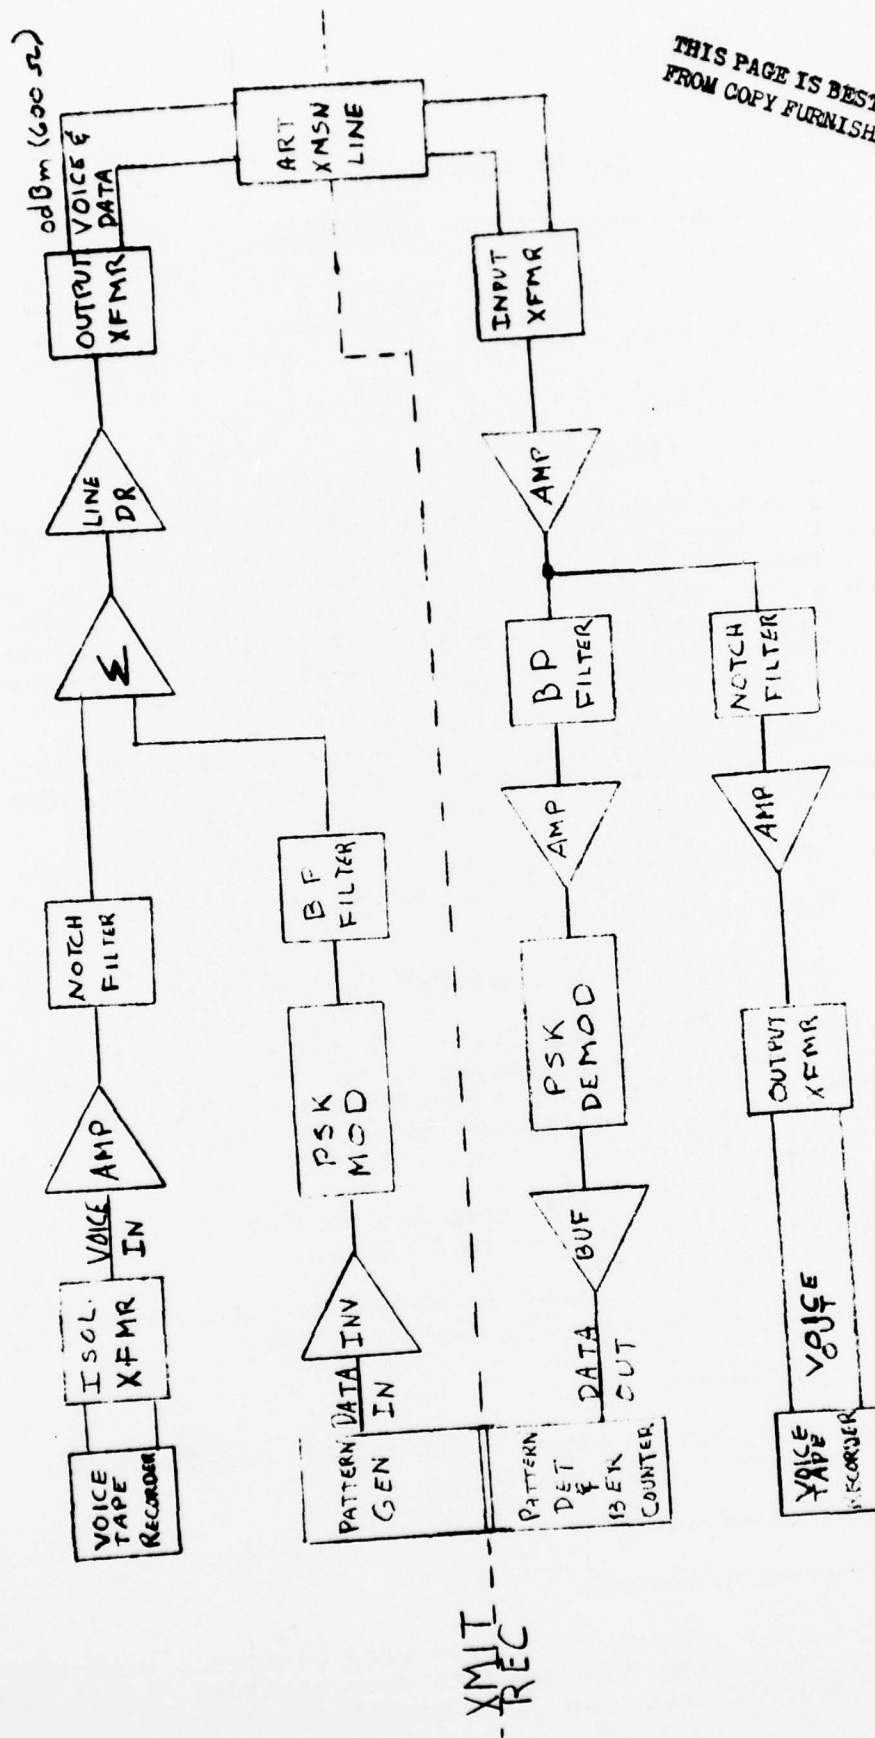 THIS PAGE IS BEST
FROM COPY FURNISH
0dBm (600 Ω)
VOICE &
DATA
VOICE
TAPE
RECORDER
ISOL.
XFMR
VOICE
IN
AMP
NOTCH
FILTER
Σ
LINE
DR
OUTPUT
XFMR
ART
XMSN
LINE
PATTERN
GEN
DATA
IN
INV
PSK
MOD
BP
FILTER
XMIT
REC
INPUT
XFMR
AMP
BP
FILTER
AMP
PSK
DEMOD
BUF
DATA
OUT
PATTERN
DET
&
BER
COUNTER
NOTCH
FILTER
AMP
OUTPUT
XFMR
VOICE
OUT
VOICE
TAPE
RECORDER